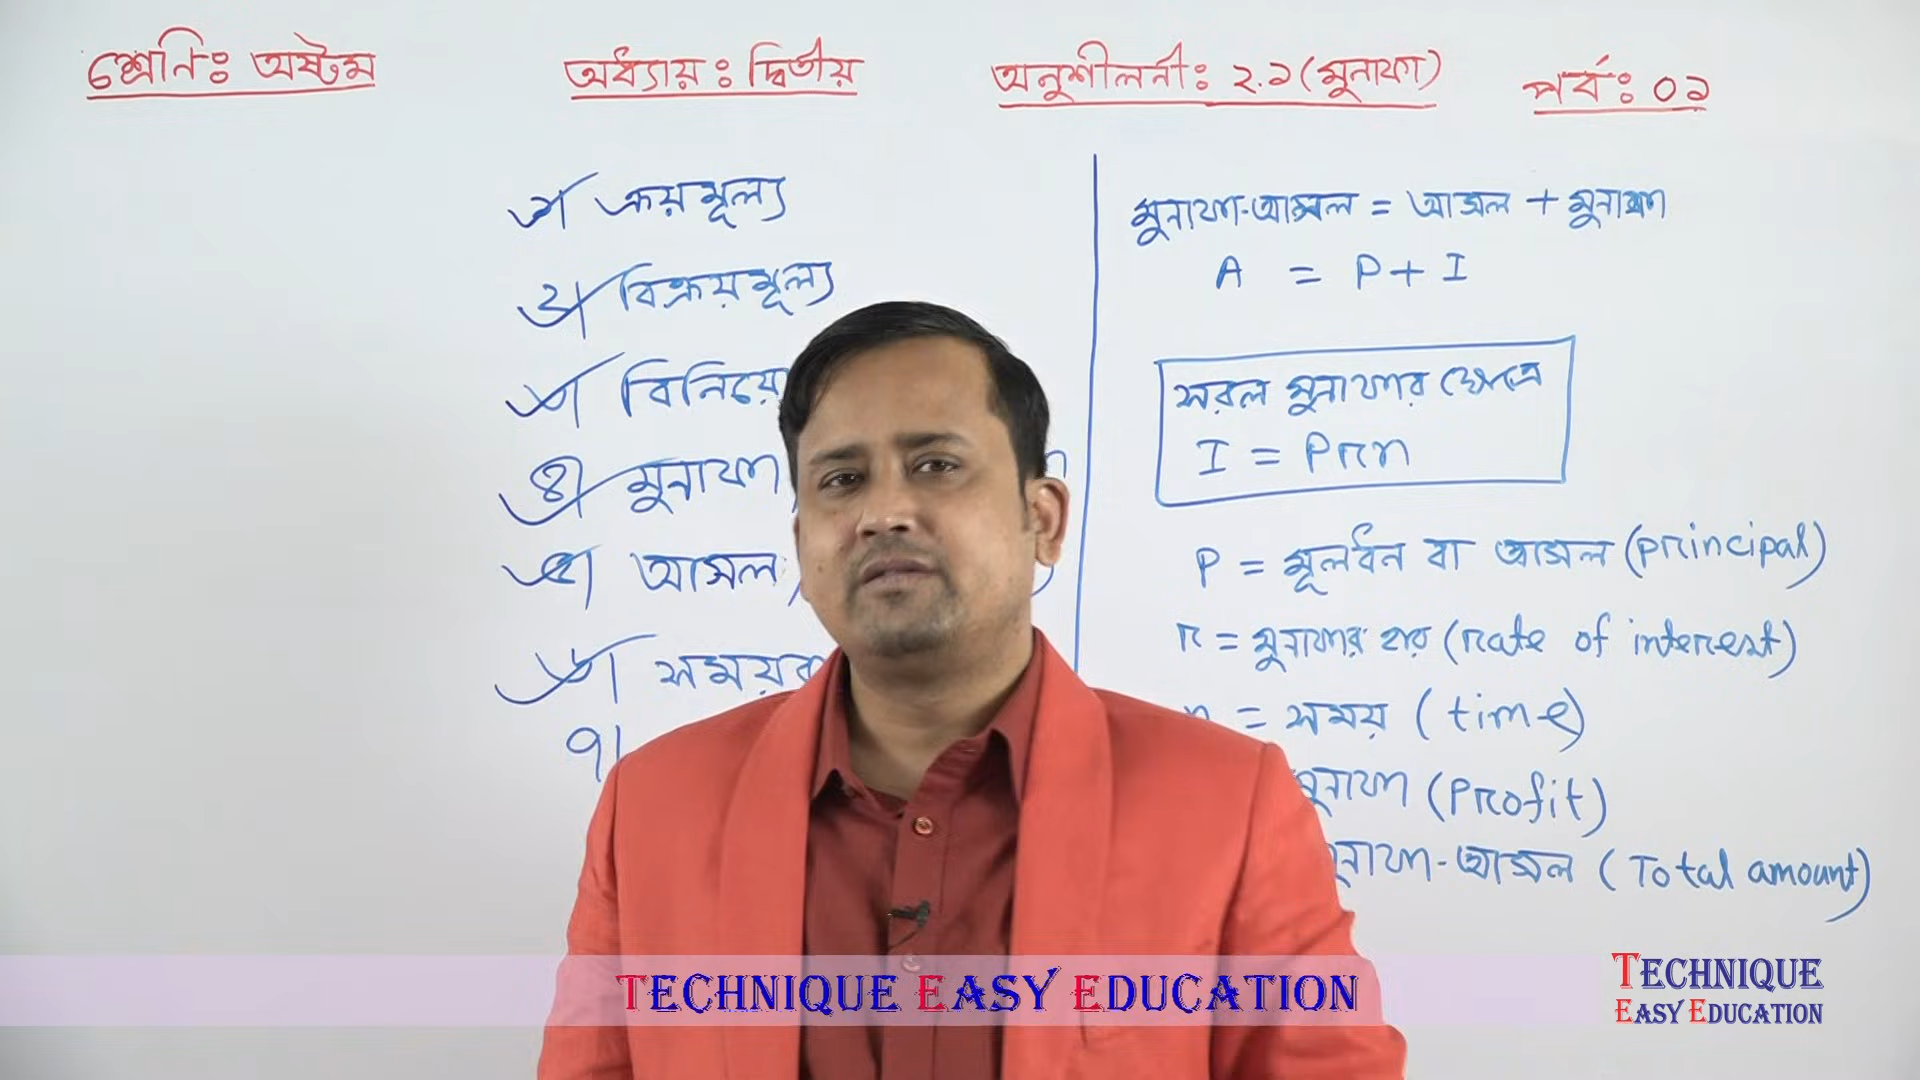 শ্রেণিঃ অষ্টম
অধ্যায়ঃ দ্বিতীয়
অনুশীলনীঃ ২.১ (মুনাফা)
পর্বঃ ০১
১। ক্রয়মূল্য
২। বিক্রয়মূল্য
৩। বিনিয়ো
৪। মুনাফা
৫। আসল
৬। সময়
৭।
মুনাফা-আসল = আসল + মুনাফা
A = P + I
সরল মুনাফার ক্ষেত্রে
I = Prn
P = মূলধন বা আসল (principal)
r = মুনাফার হার (rate of interest)
n = সময় (time)
মুনাফা (Profit)
মুনাফা-আসল (Total amount)
TECHNIQUE EASY EDUCATION
TECHNIQUE
EASY EDUCATION